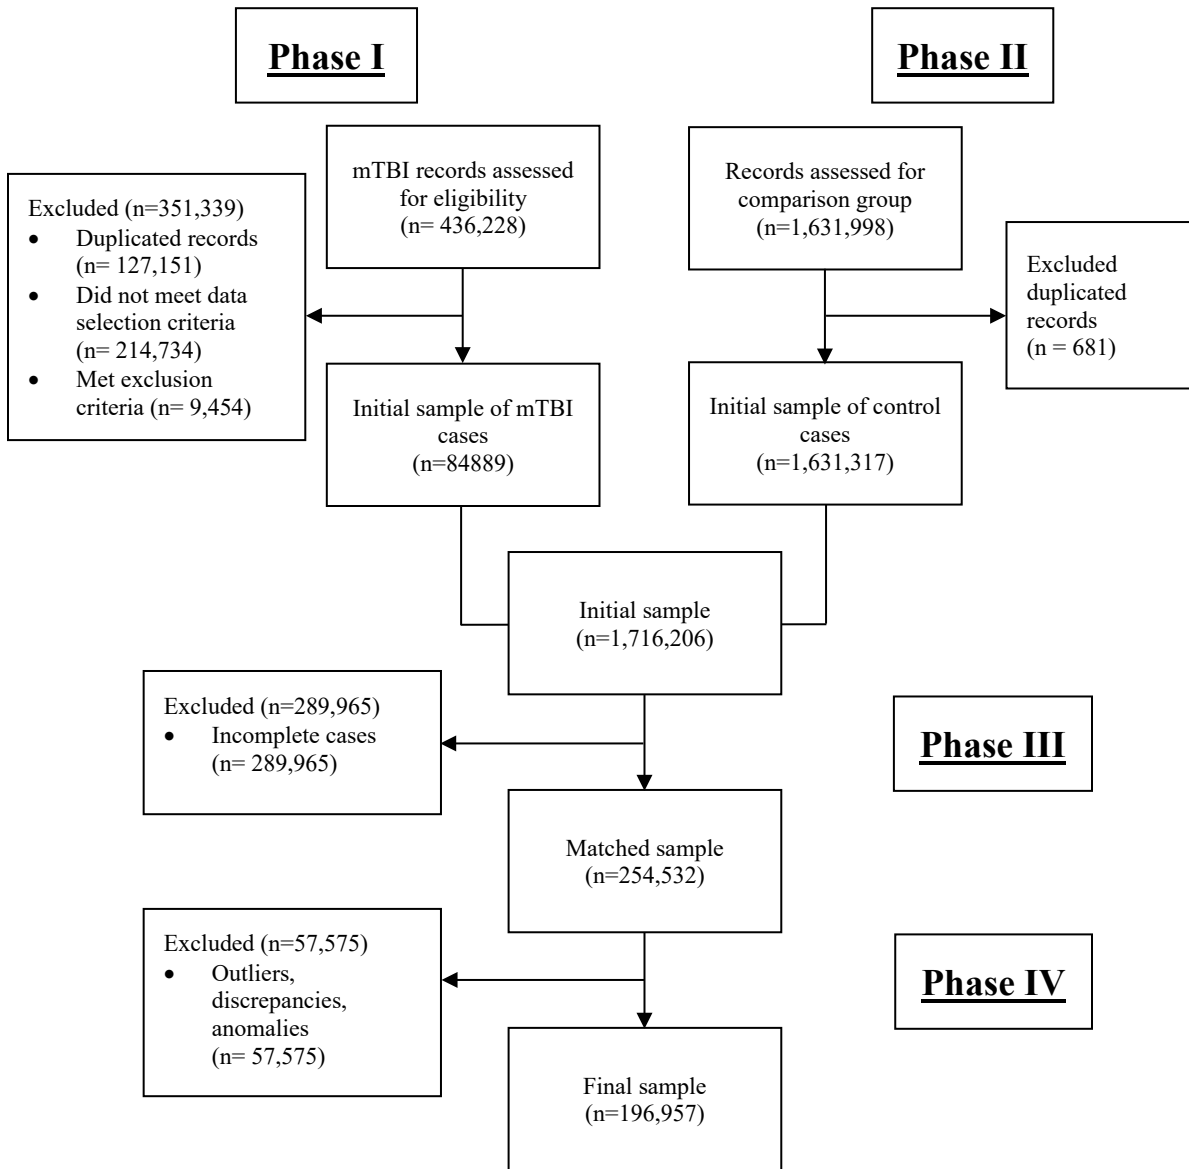 Phase I
Phase II
mTBI records assessed
for eligibility
(n= 436,228)
Records assessed for
comparison group
(n=1,631,998)
Excluded (n=351,339)
• Duplicated records
(n= 127,151)
• Did not meet data
selection criteria
(n= 214,734)
• Met exclusion
criteria (n= 9,454)
Excluded
duplicated
records
(n = 681)
Initial sample of mTBI
cases
(n=84889)
Initial sample of control
cases
(n=1,631,317)
Initial sample
(n=1,716,206)
Excluded (n=289,965)
• Incomplete cases
(n= 289,965)
Phase III
Matched sample
(n=254,532)
Excluded (n=57,575)
• Outliers,
discrepancies,
anomalies
(n= 57,575)
Phase IV
Final sample
(n=196,957)